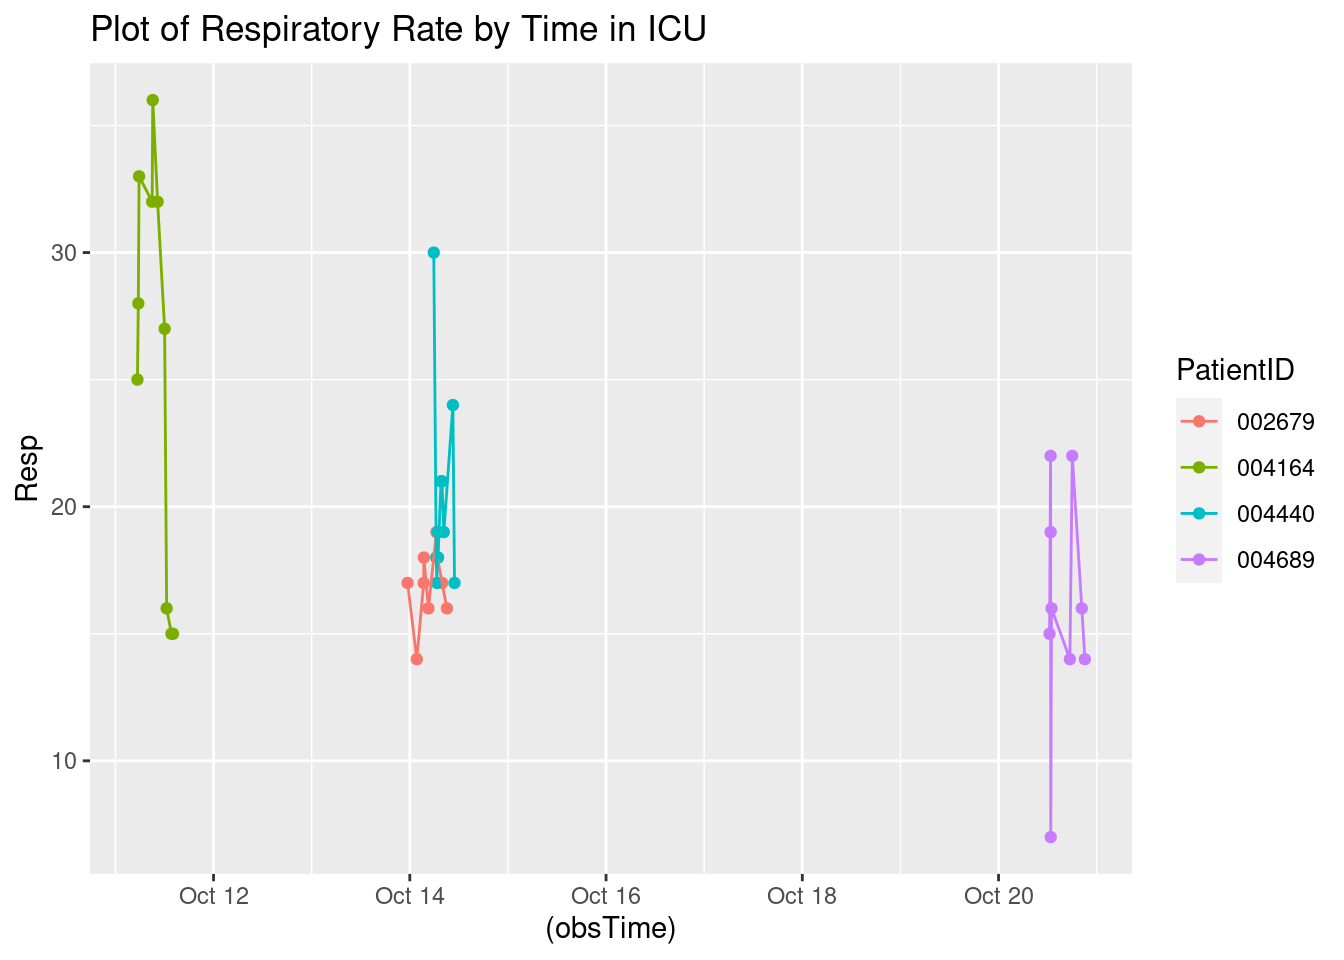 Plot of Respiratory Rate by Time in ICU
30
20
10
Resp
Oct 12
Oct 14
Oct 16
Oct 18
Oct 20
(obsTime)
PatientID
002679
004164
004440
004689